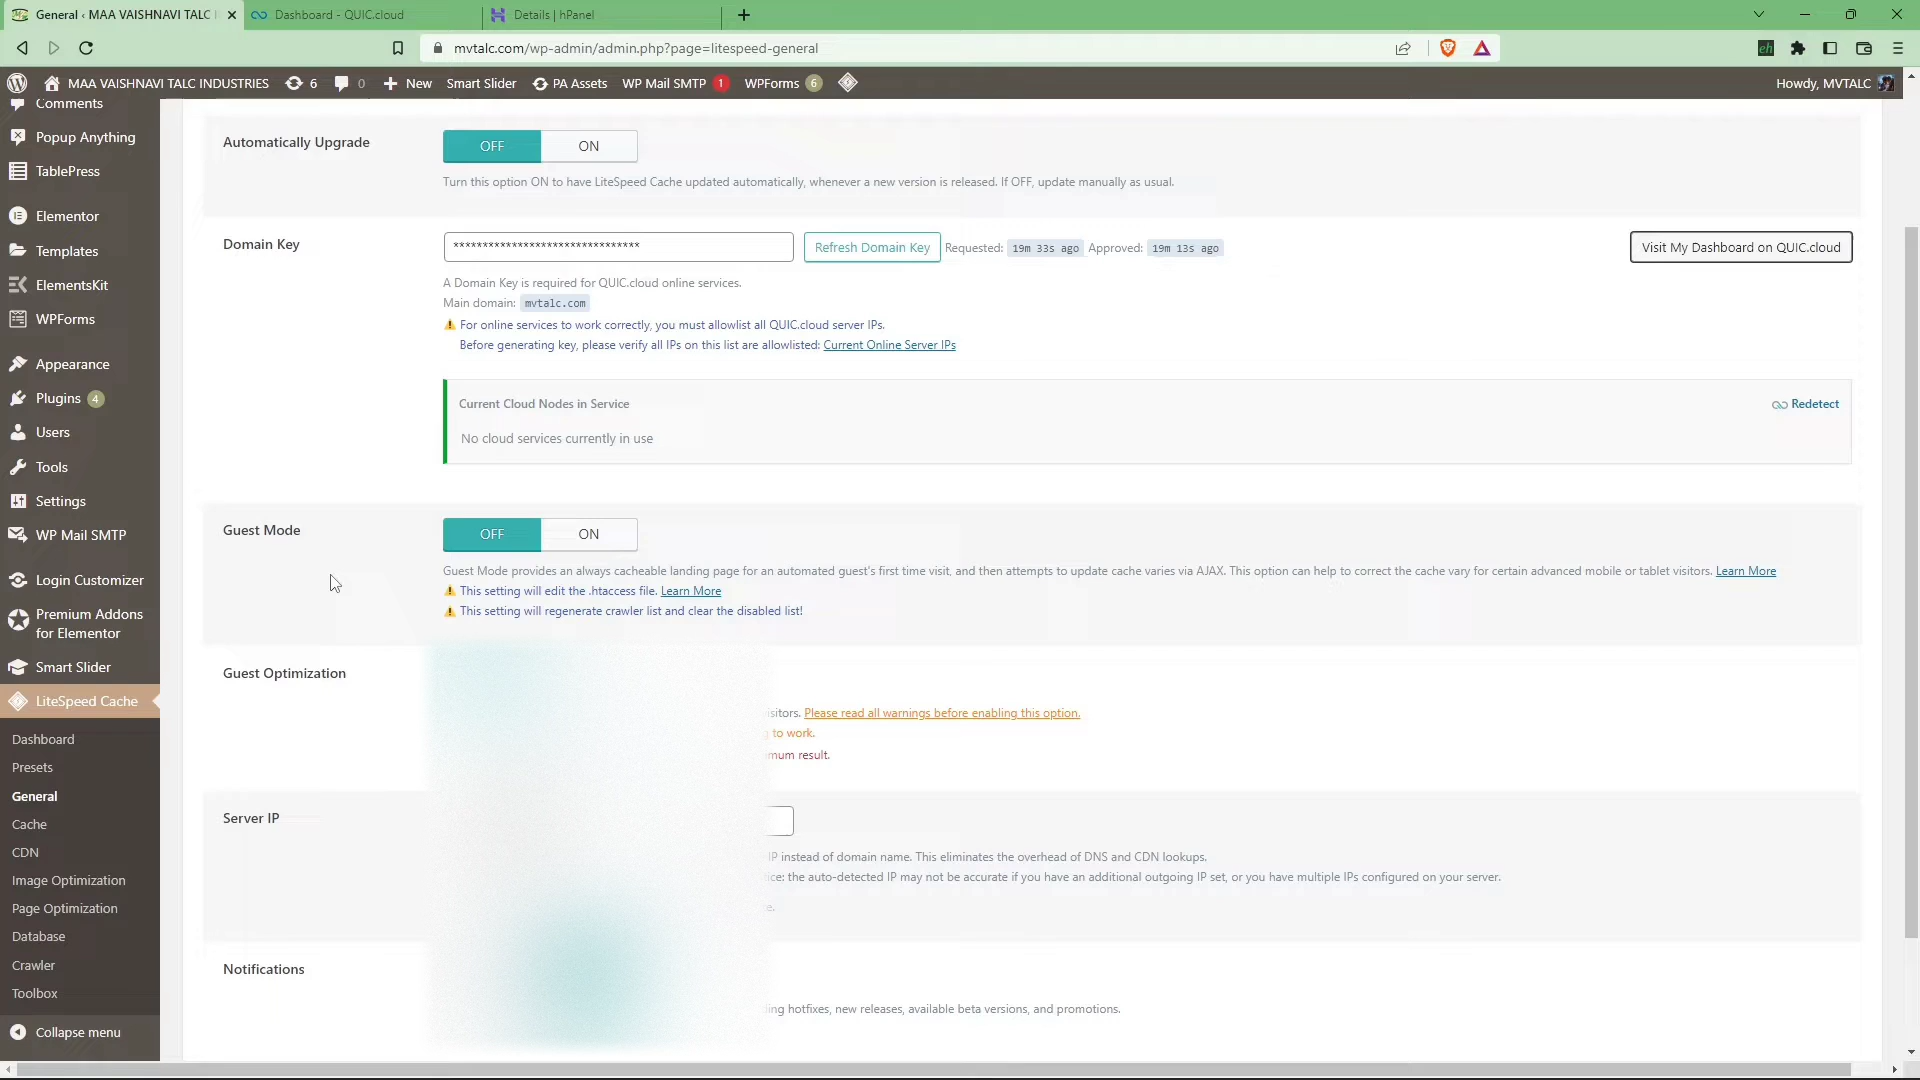 General ‹ MAA VAISHNAVI TALC I
Dashboard - QUIC.cloud
Details | hPanel
mvtalc.com/wp-admin/admin.php?page=litespeed-general
MAA VAISHNAVI TALC INDUSTRIES
6
0
New
Smart Slider
PA Assets
WP Mail SMTP 1
WPForms 6
Howdy, MVTALC
Comments
Popup Anything
TablePress
Elementor
Templates
ElementsKit
WPForms
Appearance
Plugins 4
Users
Tools
Settings
WP Mail SMTP
Login Customizer
Premium Addons
for Elementor
Smart Slider
LiteSpeed Cache
Dashboard
Presets
General
Cache
CDN
Image Optimization
Page Optimization
Database
Crawler
Toolbox
Collapse menu
Automatically Upgrade
OFF ON
Turn this option ON to have LiteSpeed Cache updated automatically, whenever a new version is released. If OFF, update manually as usual.
Domain Key
********************************
Refresh Domain Key Requested: 19m 33s ago Approved: 19m 13s ago
Visit My Dashboard on QUIC.cloud
A Domain Key is required for QUIC.cloud online services.
Main domain: mvtalc.com
For online services to work correctly, you must allowlist all QUIC.cloud server IPs.
Before generating key, please verify all IPs on this list are allowlisted: Current Online Server IPs
Current Cloud Nodes in Service
Redetect
No cloud services currently in use
Guest Mode
OFF ON
Guest Mode provides an always cacheable landing page for an automated guest's first time visit, and then attempts to update cache varies via AJAX. This option can help to correct the cache vary for certain advanced mobile or tablet visitors. Learn More
This setting will edit the .htaccess file. Learn More
This setting will regenerate crawler list and clear the disabled list!
Guest Optimization
isitors. Please read all warnings before enabling this option.
to work.
mum result.
Server IP
IP instead of domain name. This eliminates the overhead of DNS and CDN lookups.
ice: the auto-detected IP may not be accurate if you have an additional outgoing IP set, or you have multiple IPs configured on your server.
e.
Notifications
ing hotfixes, new releases, available beta versions, and promotions.